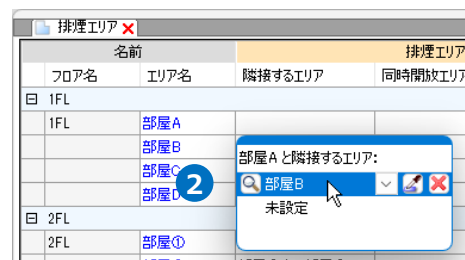 排煙エリア
名前 排煙エリア
フロア名 エリア名 隣接するエリア 同時開放エリア
1FL
1FL 部屋A
部屋B
部屋C
部屋D
2
部屋A と隣接するエリア:
部屋B
未設定
2FL
2FL 部屋①